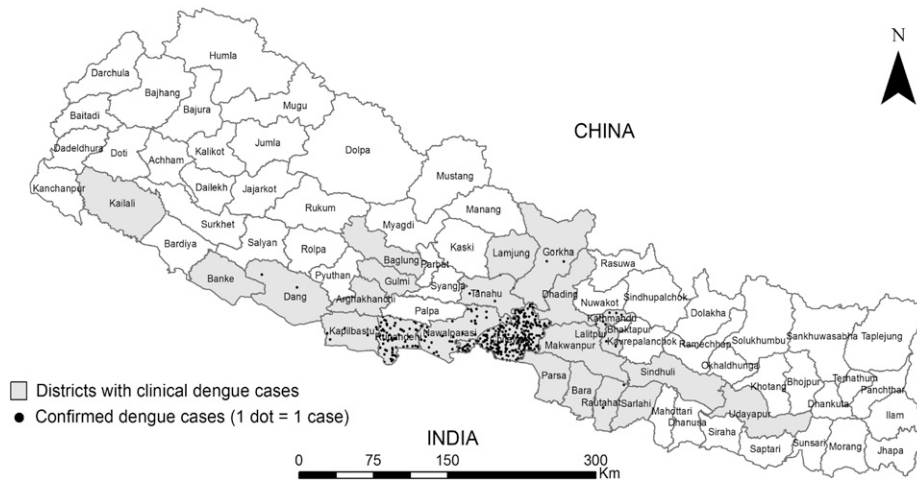 N
Humla
Darchula
Bajhang
Mugu
Bajura
Baitadi
CHINA
Dadeldhura
Doti
Achham
Kalikot
Jumla
Dolpa
Mustang
Kanchanpur
Kailali
Dailekh
Jajarkot
Manang
Rukum
Surkhet
Salyan
Rolpa
Myagdi
Kaski
Lamjung
Gorkha
Bardiya
Baglung
Parbat
Rasuwa
Banke
Dang
Pyuthan
Gulmi
Syangja
Tanahu
Dhading
Nuwakot
Sindhupalchok
Arghakhanchi
Palpa
Dolakha
Kathmandu
Bhaktapur
Kapilbastu
Rupandehi
Nawalparasi
Lalitpur
Kavrepalanchok
Ramechhap
Solukhumbu
Sankhuwasabha
Taplejung
Makwanpur
Okhaldhunga
Sindhuli
Khotang
Bhojpur
Terhathum
Panchthar
Parsa
Bara
Rautahat
Sarlahi
Mahottari
Dhanusa
Siraha
Udayapur
Dhankuta
Ilam
Saptari
Sunsari
Morang
Jhapa
Districts with clinical dengue cases
Confirmed dengue cases (1 dot = 1 case)
INDIA
0 75 150 300
Km